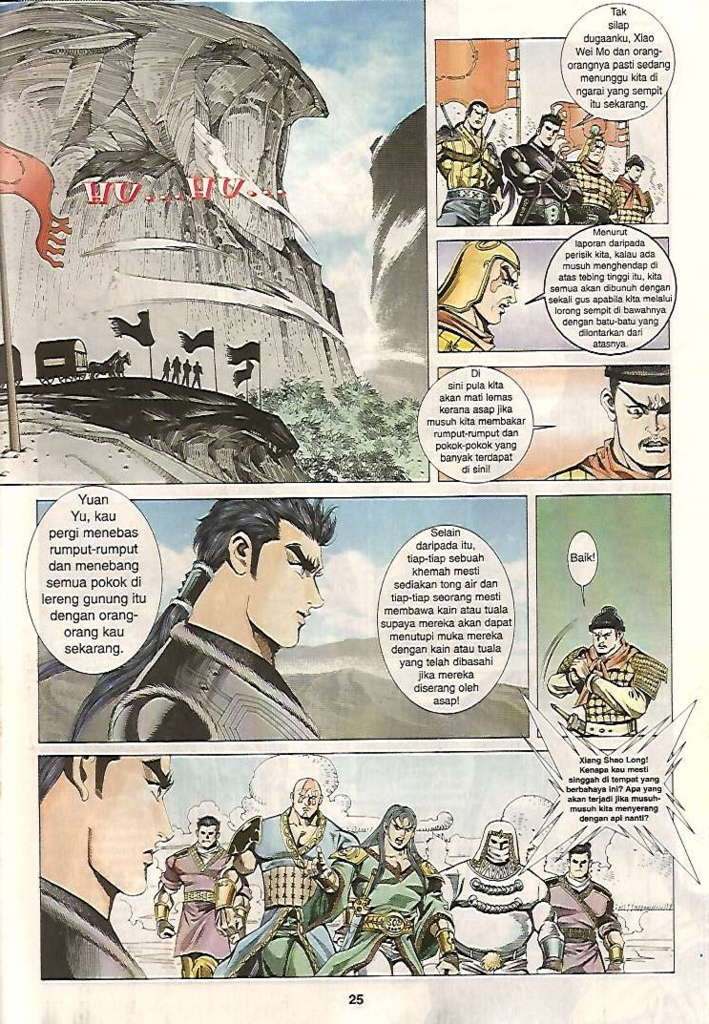 HU...HU...
Tak
silap
dugaanku, Xiao
Wei Mo dan orang-
orangnya pasti sedang
menunggu kita di
ngarai yang sempit
itu sekarang.
Menurut
laporan daripada
perisik kita, kalau ada
musuh menghendap di
atas tebing tinggi itu, kita
semua akan dibunuh dengan
sekali gus apabila kita melalui
lorong sempit di bawahnya
dengan batu-batu yang
dilontarkan dari
atasnya.
Di
sini pula kita
akan mati lemas
kerana asap jika
musuh kita membakar
rumput-rumput dan
pokok-pokok yang
banyak terdapat
di sini!
Yuan
Yu, kau
pergi menebas
rumput-rumput
dan menebang
semua pokok di
lereng gunung itu
dengan orang-
orang kau
sekarang.
Selain
daripada itu,
tiap-tiap sebuah
khemah mesti
sediakan tong air dan
tiap-tiap seorang mesti
membawa kain atau tuala
supaya mereka akan dapat
menutupi muka mereka
dengan kain atau tuala
yang telah dibasahi
jika mereka
diserang oleh
asap!
Baik!
Xiang Shao Long!
Kenapa kau mesti
singgah di tempat yang
berbahaya ini? Apa yang
akan terjadi jika musuh-
musuh kita menyerang
dengan api nanti?
25